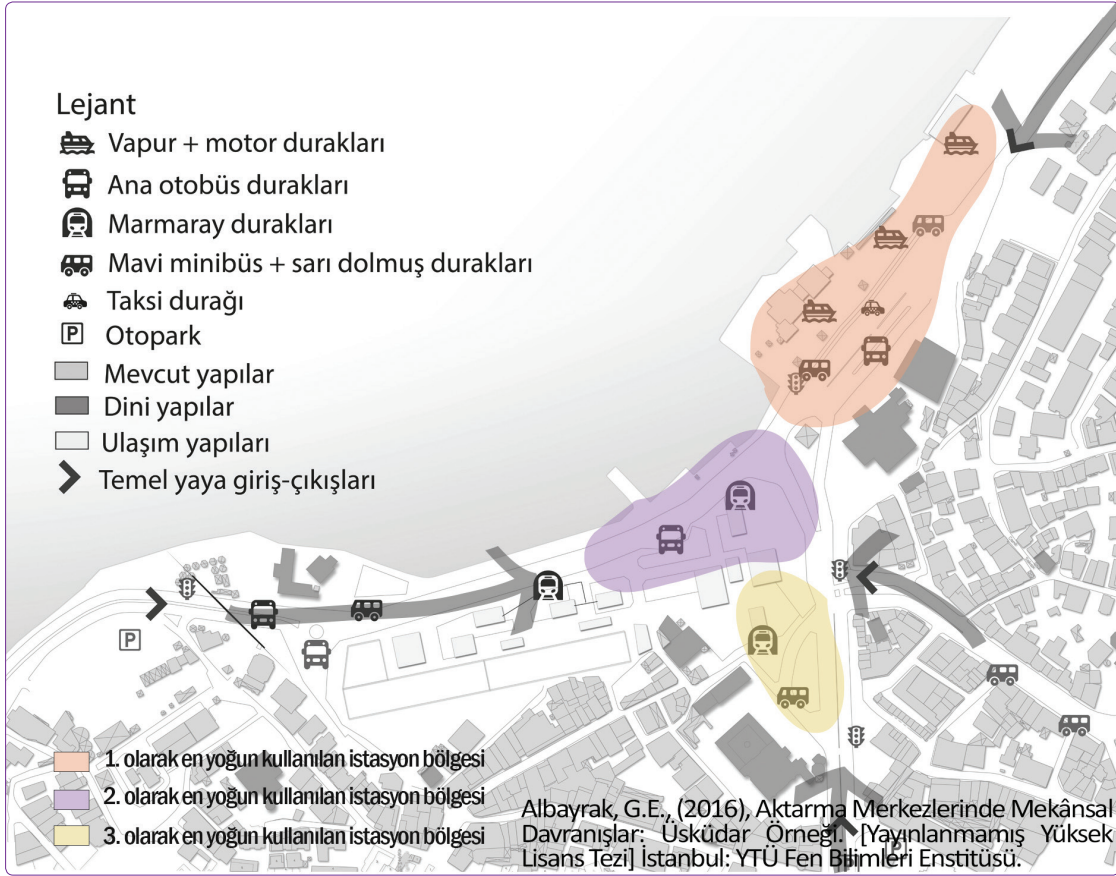 Lejant
Vapur + motor durakları
Ana otobüs durakları
Marmaray durakları
Mavi minibüs + sarı dolmuş durakları
Taksi durağı
P Otopark
Mevcut yapılar
Dini yapılar
Ulaşım yapıları
Temel yaya giriş-çıkışları
P
1. olarak en yoğun kullanılan istasyon bölgesi
2. olarak en yoğun kullanılan istasyon bölgesi
3. olarak en yoğun kullanılan istasyon bölgesi
Albayrak, G.E., (2016), Aktarma Merkezlerinde Mekânsal
Davranışlar: Üsküdar Örneği. [Yayınlanmamış Yüksek
Lisans Tezi] İstanbul: YTÜ Fen Bilimleri Enstitüsü.
P